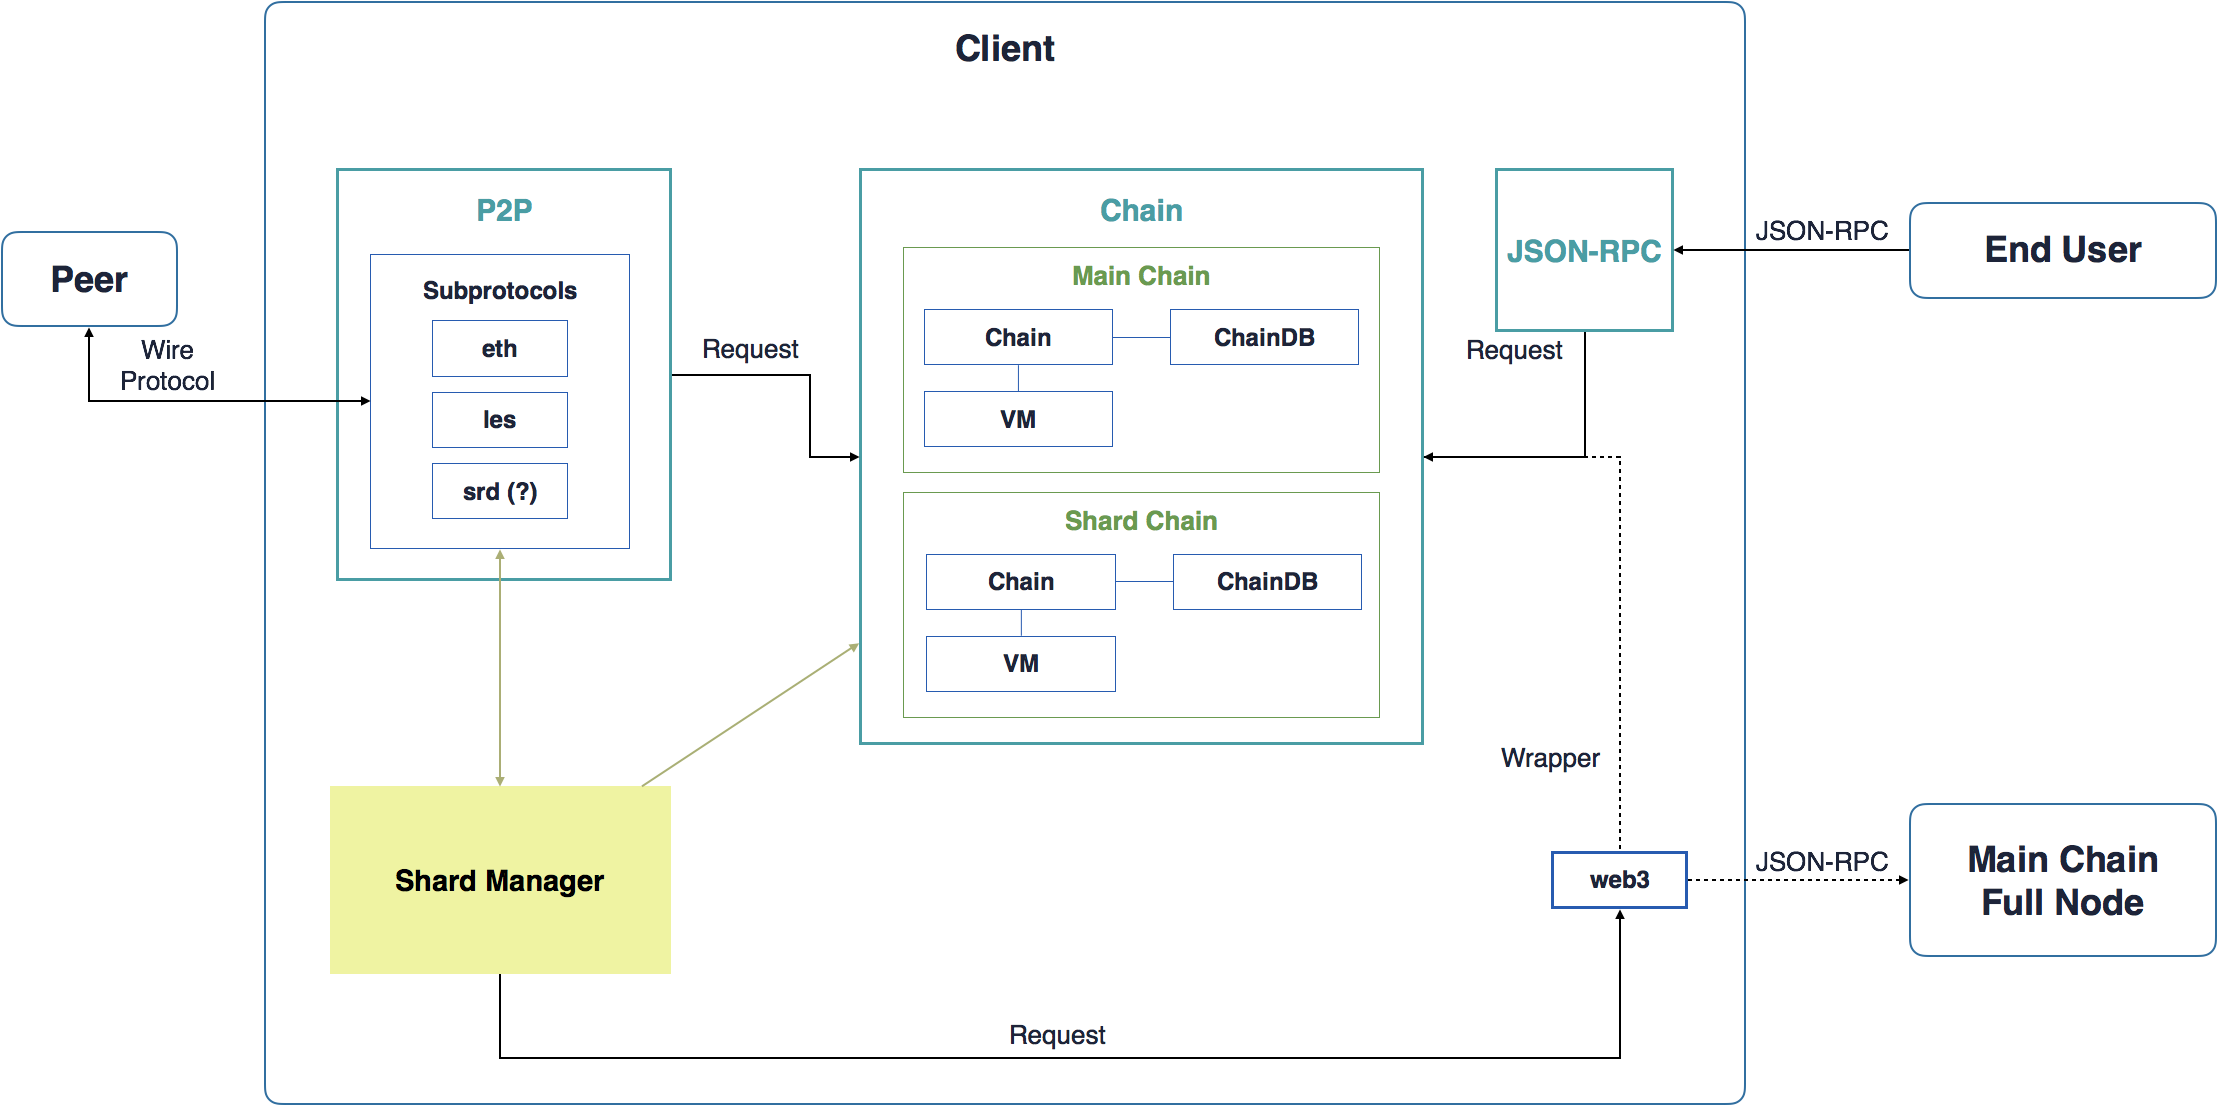 Client
P2P
Subprotocols
eth
les
srd (?)
Peer
Wire
Protocol
Request
Chain
Main Chain
Chain
ChainDB
VM
Shard Chain
Chain
ChainDB
VM
JSON-RPC
Request
JSON-RPC
End User
Shard Manager
Wrapper
web3
JSON-RPC
Main Chain
Full Node
Request